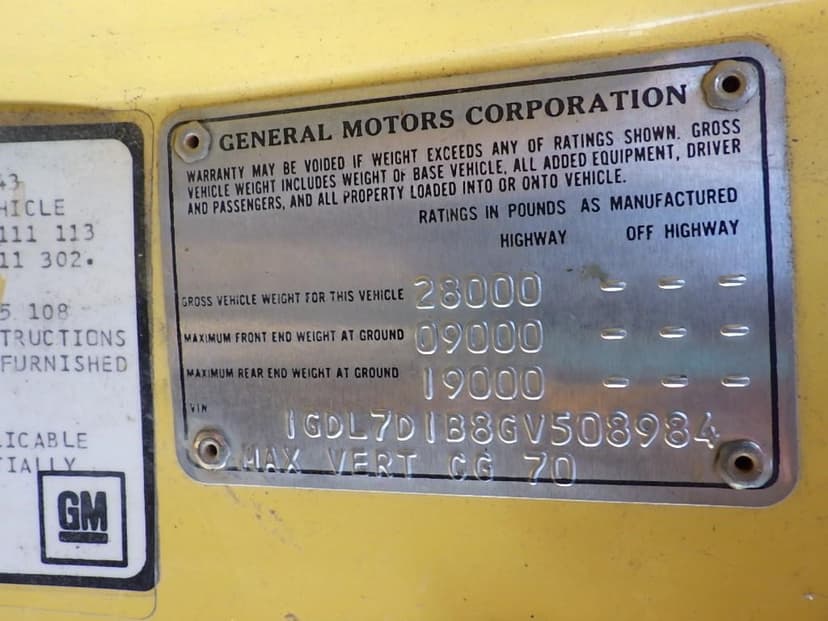 43
HICLE
111 113
11 302.
5 108
TRUCTIONS
FURNISHED
LICABLE
TIALLY
GM
GENERAL MOTORS CORPORATION
WARRANTY MAY BE VOIDED IF WEIGHT EXCEEDS ANY OF RATINGS SHOWN. GROSS
VEHICLE WEIGHT INCLUDES WEIGHT OF BASE VEHICLE, ALL ADDED EQUIPMENT, DRIVER
AND PASSENGERS, AND ALL PROPERTY LOADED INTO OR ONTO VEHICLE.
RATINGS IN POUNDS AS MANUFACTURED
HIGHWAY OFF HIGHWAY
GROSS VEHICLE WEIGHT FOR THIS VEHICLE 28000 - - -
MAXIMUM FRONT END WEIGHT AT GROUND 09000 - - -
MAXIMUM REAR END WEIGHT AT GROUND 19000 - - -
VIN
1GDL7D1B8GV508984
MAX VERT CG 70